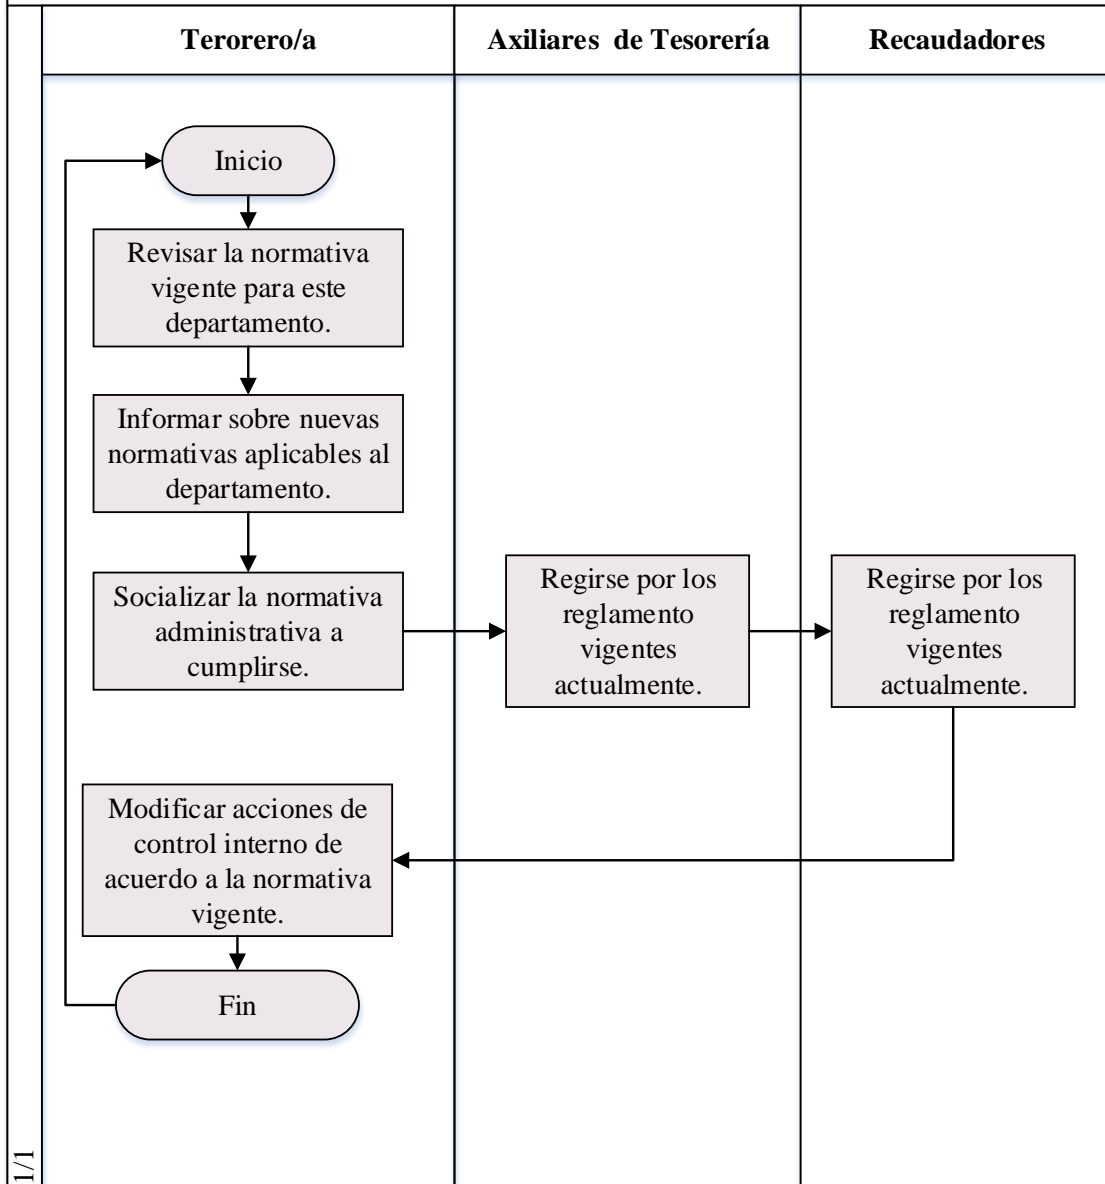 Terorero/a
Axiliares de Tesorería
Recaudadores
Inicio
Revisar la normativa
vigente para este
departamento.
Informar sobre nuevas
normativas aplicables al
departamento.
Socializar la normativa
administrativa a
cumplirse.
Regirse por los
reglamento
vigentes
actualmente.
Regirse por los
reglamento
vigentes
actualmente.
Modificar acciones de
control interno de
acuerdo a la normativa
vigente.
Fin
1/1